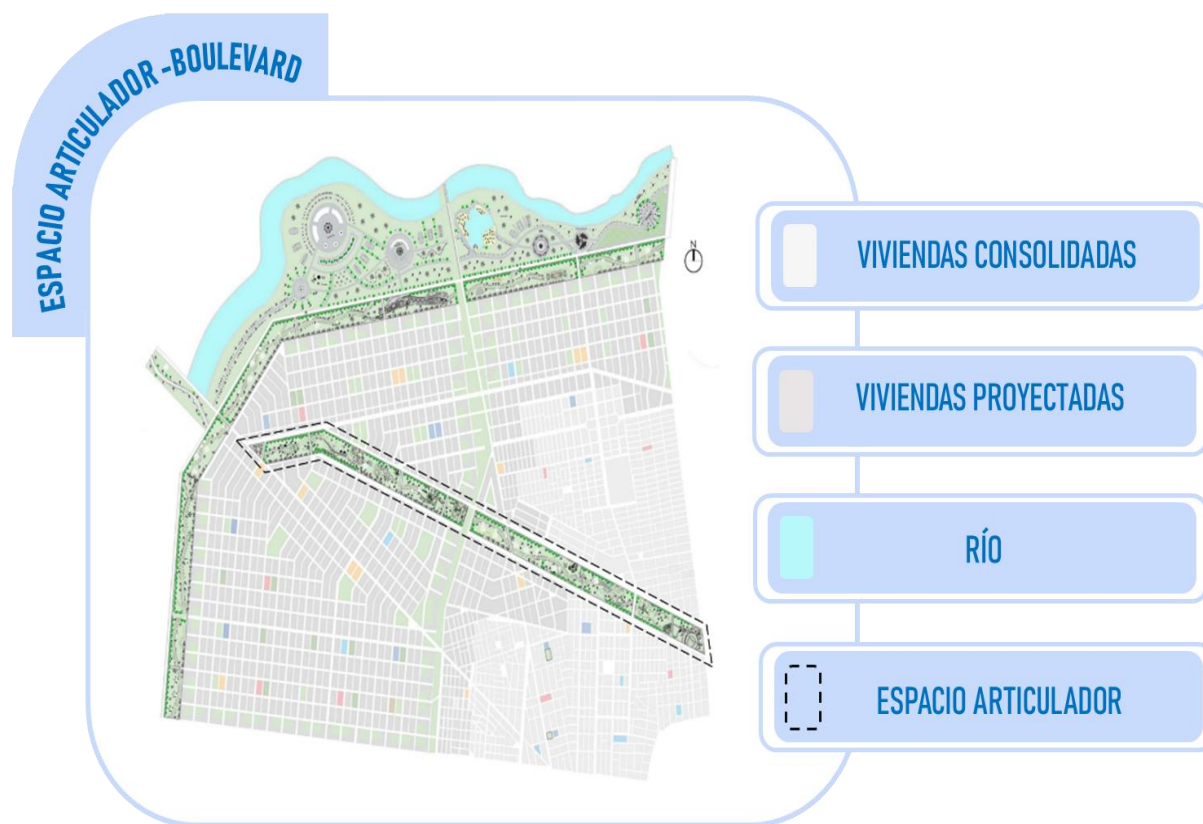 ESPACIO ARTICULADOR -BOULEVARD
N
VIVIENDAS CONSOLIDADAS
VIVIENDAS PROYECTADAS
RÍO
ESPACIO ARTICULADOR